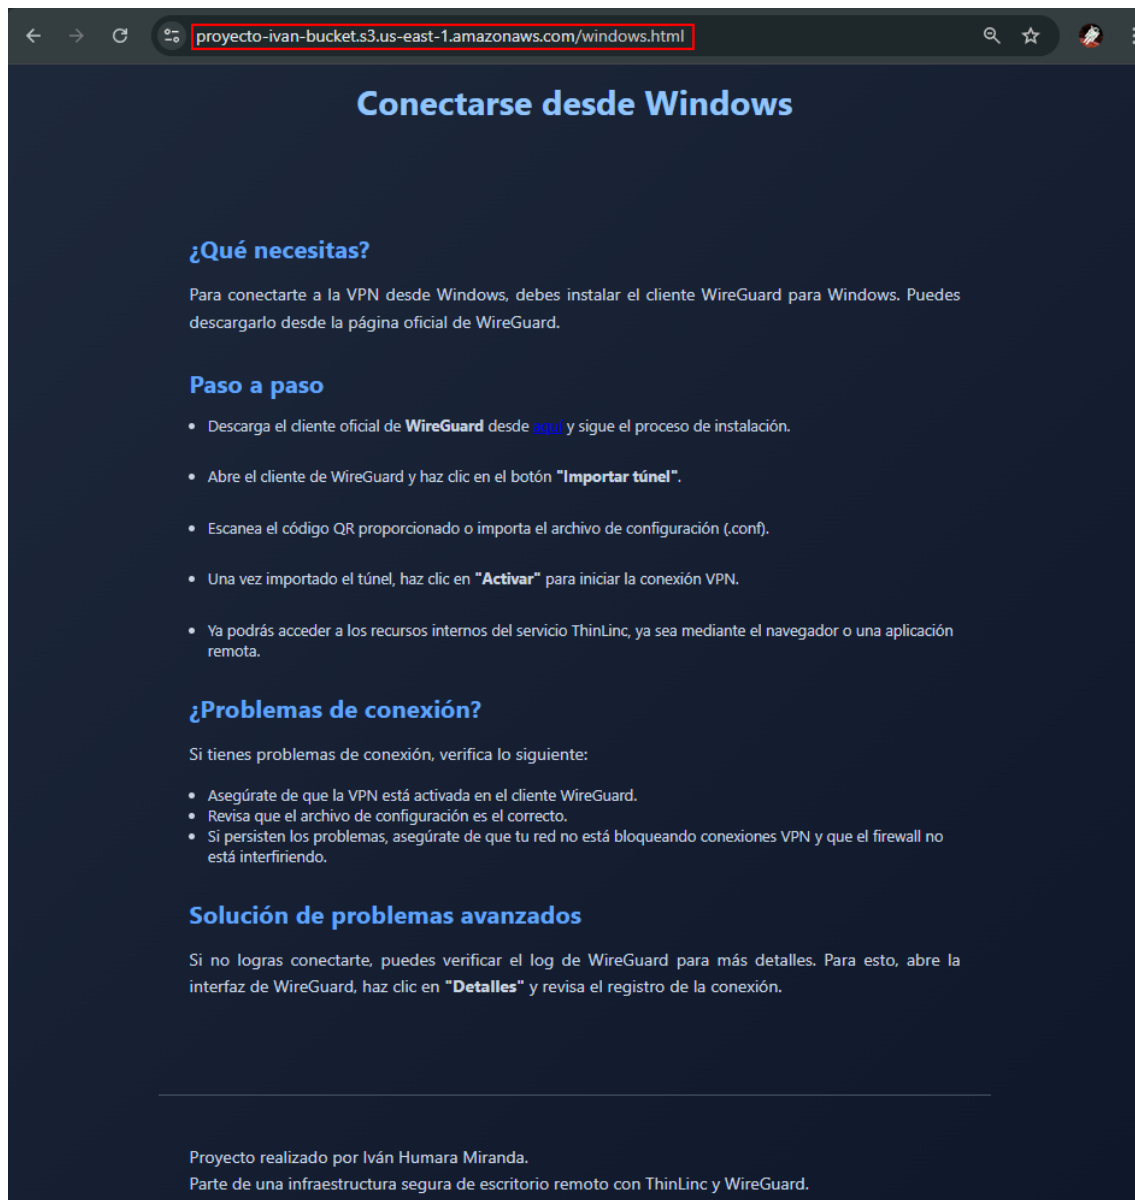 proyecto-ivan-bucket.s3.us-east-1.amazonaws.com/windows.html
Conectarse desde Windows
¿Qué necesitas?
Para conectarte a la VPN desde Windows, debes instalar el cliente WireGuard para Windows. Puedes
descargarlo desde la página oficial de WireGuard.
Paso a paso
• Descarga el cliente oficial de WireGuard desde aquí y sigue el proceso de instalación.
• Abre el cliente de WireGuard y haz clic en el botón "Importar túnel".
• Escanea el código QR proporcionado o importa el archivo de configuración (.conf).
• Una vez importado el túnel, haz clic en "Activar" para iniciar la conexión VPN.
• Ya podrás acceder a los recursos internos del servicio ThinLinc, ya sea mediante el navegador o una aplicación
remota.
¿Problemas de conexión?
Si tienes problemas de conexión, verifica lo siguiente:
• Asegúrate de que la VPN está activada en el cliente WireGuard.
• Revisa que el archivo de configuración es el correcto.
• Si persisten los problemas, asegúrate de que tu red no está bloqueando conexiones VPN y que el firewall no
está interfiriendo.
Solución de problemas avanzados
Si no logras conectarte, puedes verificar el log de WireGuard para más detalles. Para esto, abre la
interfaz de WireGuard, haz clic en "Detalles" y revisa el registro de la conexión.
Proyecto realizado por Iván Humara Miranda.
Parte de una infraestructura segura de escritorio remoto con ThinLinc y WireGuard.